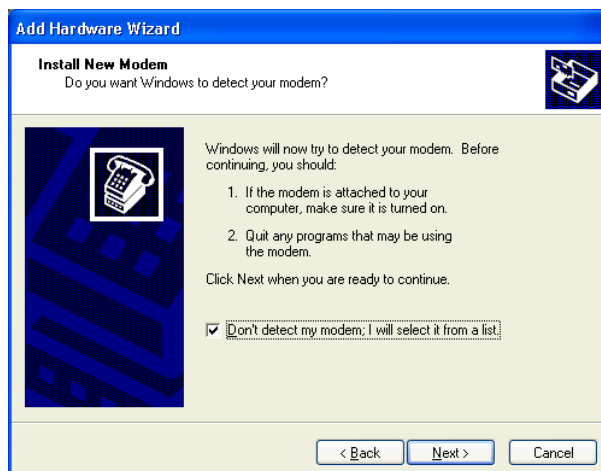 Add Hardware Wizard
Install New Modem
Do you want Windows to detect your modem?
Windows will now try to detect your modem. Before
continuing, you should:
1. If the modem is attached to your
computer, make sure it is turned on.
2. Quit any programs that may be using
the modem.
Click Next when you are ready to continue.
Don't detect my modem; I will select it from a list.
< Back Next > Cancel